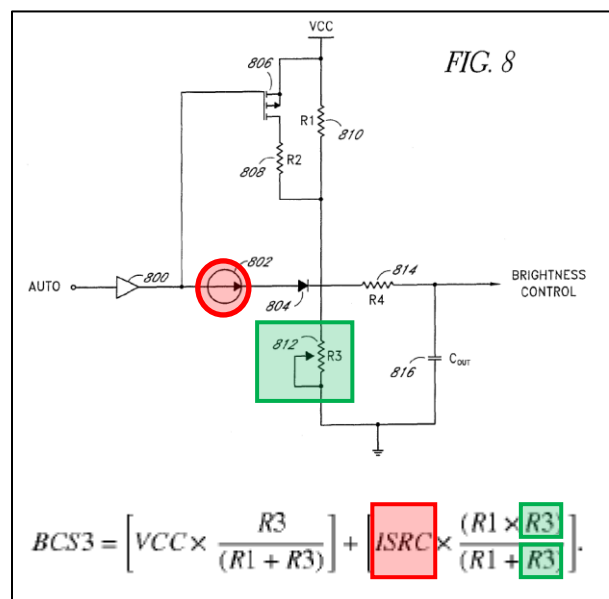 VCC
FIG. 8
806
R1
810
R2
808
AUTO
800
802
804
814
R4
BRIGHTNESS
CONTROL
812
R3
816
C_OUT
BCS3 = [VCC × R3 / (R1 + R3)] + [ISRC × (R1 × R3) / (R1 + R3)].